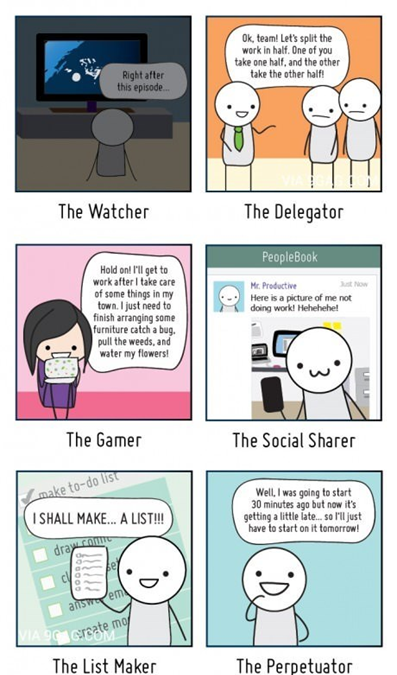 Right after
this episode...
The Watcher
Ok, team! Let's split the
work in half. One of you
take one half, and the other
take the other half!
VIA 9GAG.COM
The Delegator
Hold on! I'll get to
work after I take care
of some things in my
town. I just need to
finish arranging some
furniture catch a bug,
pull the weeds, and
water my flowers!
The Gamer
PeopleBook
Mr. Productive
Just Now
Here is a picture of me not
doing work! Hehehehe!
The Social Sharer
make to-do list
I SHALL MAKE... A LIST!!!
draw comic
VIA 9GAG.COM
The List Maker
Well, I was going to start
30 minutes ago but now it's
getting a little late... so I'll just
have to start on it tomorrow!
The Perpetuator